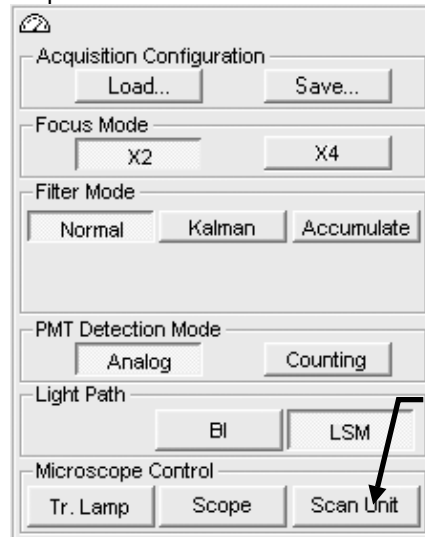 Acquisition Configuration
Load... Save...
Focus Mode
X2 X4
Filter Mode
Normal Kalman Accumulate
PMT Detection Mode
Analog Counting
Light Path
BI LSM
Microscope Control
Tr. Lamp Scope Scan Unit